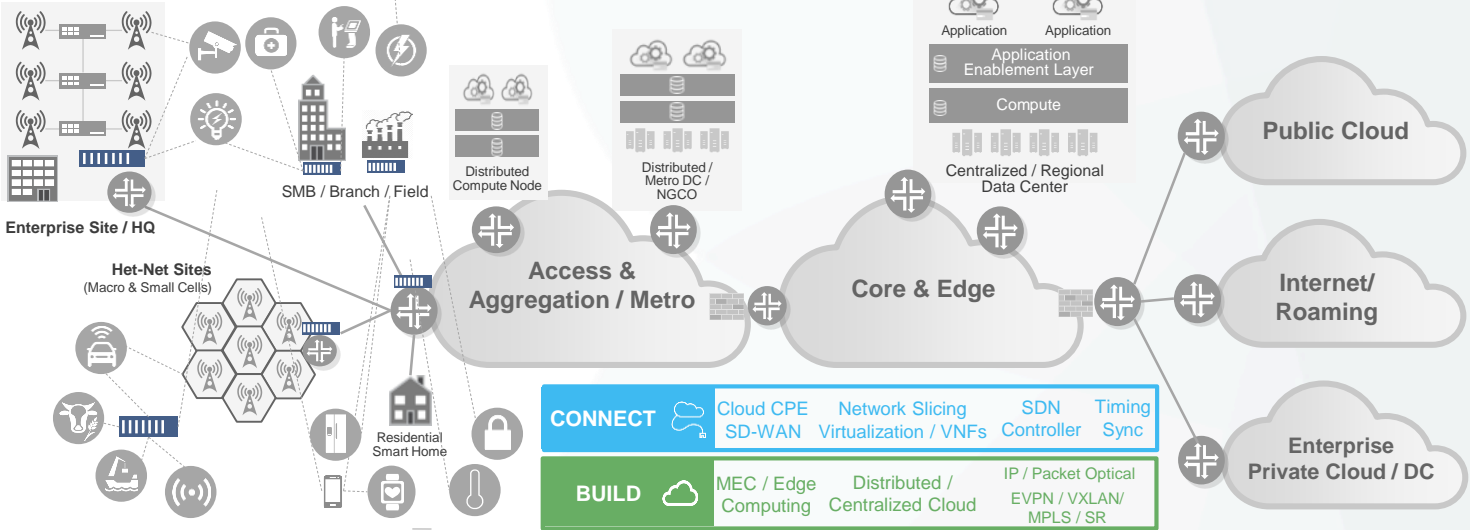 Application
Application
Application
Enablement Layer
Compute
Centralized / Regional
Data Center
Distributed
Compute Node
Distributed /
Metro DC /
NGCO
SMB / Branch / Field
Enterprise Site / HQ
Het-Net Sites
(Macro & Small Cells)
Access &
Aggregation / Metro
Core & Edge
Public Cloud
Internet/
Roaming
Enterprise
Private Cloud / DC
Residential
Smart Home
CONNECT
Cloud CPE
SD-WAN
Network Slicing
Virtualization / VNFs
SDN
Controller
Timing
Sync
BUILD
MEC / Edge
Computing
Distributed /
Centralized Cloud
IP / Packet Optical
EVPN / VXLAN/
MPLS / SR